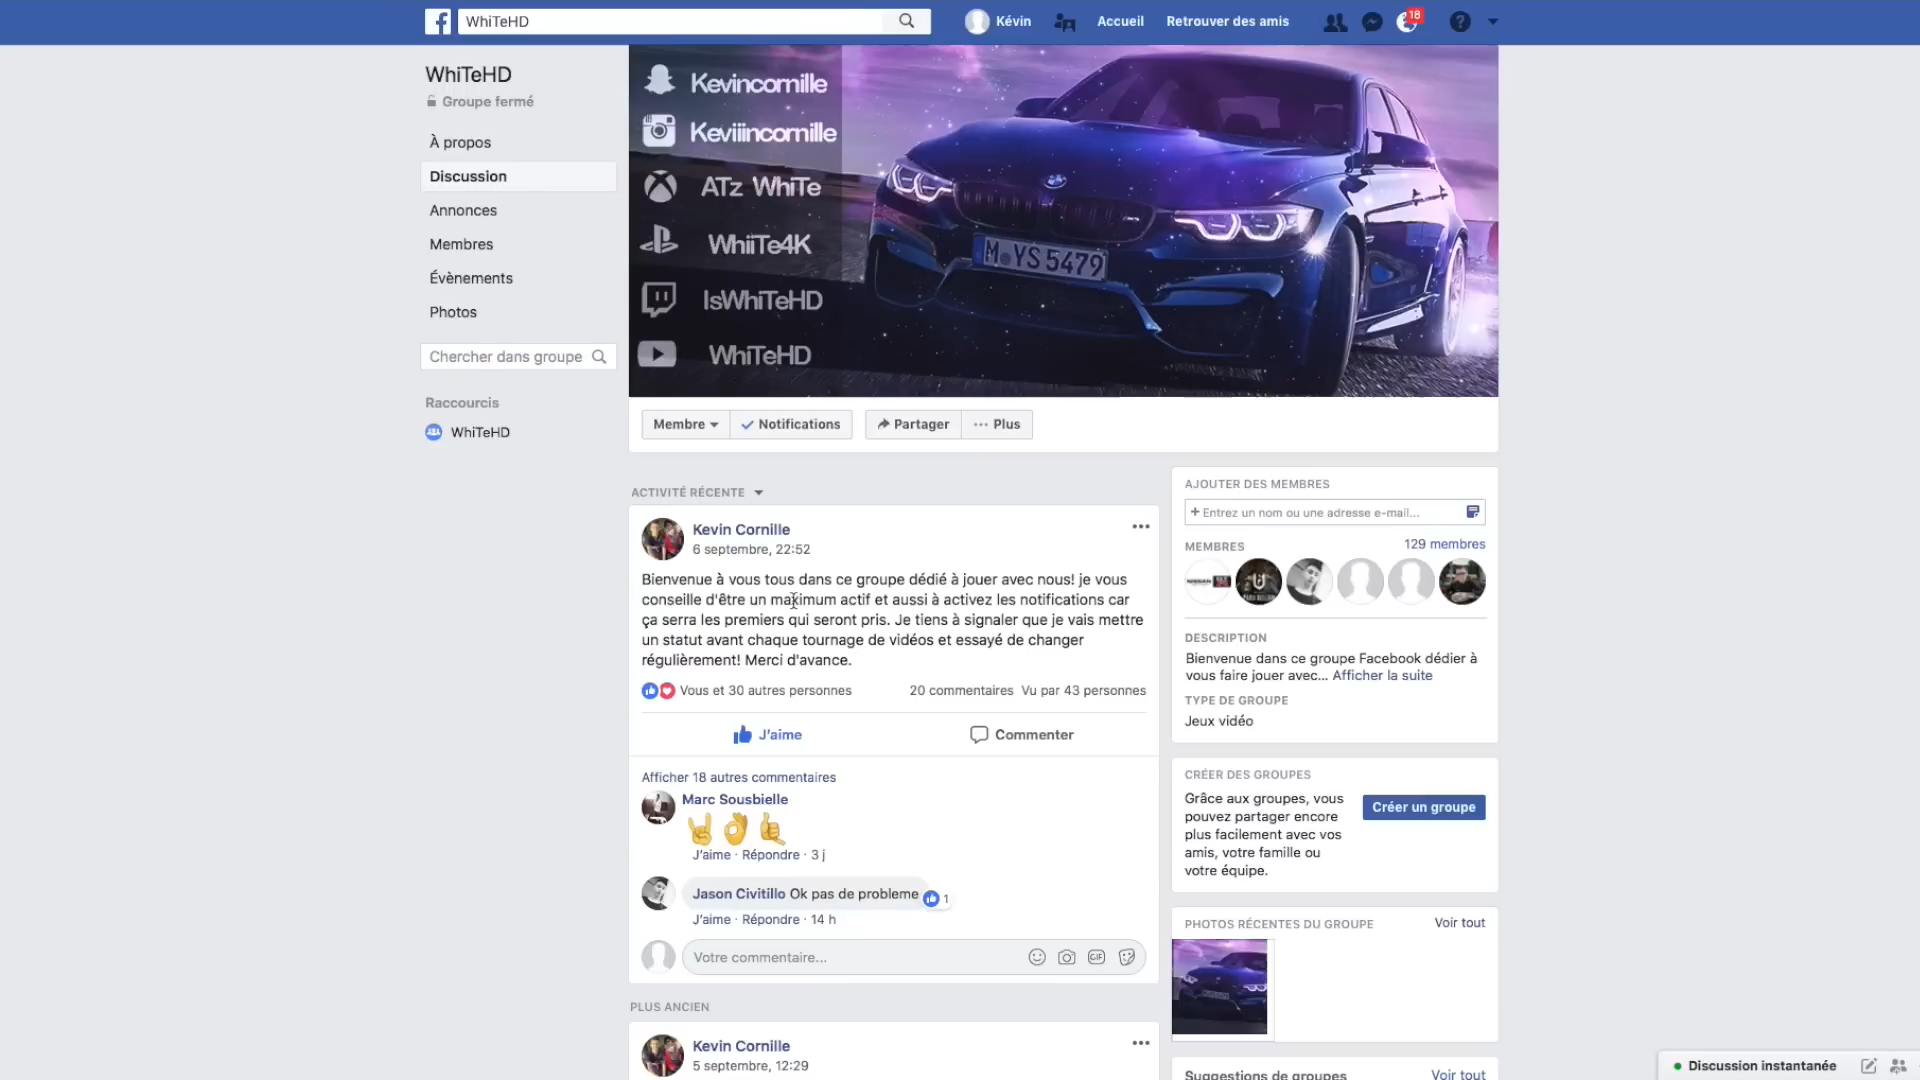 WhiTeHD
Kévin
Accueil
Retrouver des amis
18
WhiTeHD
Groupe fermé
À propos
Discussion
Annonces
Membres
Évènements
Photos
Chercher dans groupe
Raccourcis
WhiTeHD
Kevincornille
Keviiincornille
ATz WhiTe
WhiiTe4K
IsWhiTeHD
WhiTeHD
M YS 5479
Membre
Notifications
Partager
Plus
ACTIVITÉ RÉCENTE
Kevin Cornille
6 septembre, 22:52
Bienvenue à vous tous dans ce groupe dédié à jouer avec nous! je vous
conseille d'être un maximum actif et aussi à activez les notifications car
ça serra les premiers qui seront pris. Je tiens à signaler que je vais mettre
un statut avant chaque tournage de vidéos et essayé de changer
régulièrement! Merci d'avance.
Vous et 30 autres personnes
20 commentaires Vu par 43 personnes
J'aime
Commenter
Afficher 18 autres commentaires
Marc Sousbielle
J'aime · Répondre · 3 j
Jason Civitillo Ok pas de probleme
1
J'aime · Répondre · 14 h
Votre commentaire...
GIF
PLUS ANCIEN
Kevin Cornille
5 septembre, 12:29
AJOUTER DES MEMBRES
+ Entrez un nom ou une adresse e-mail...
MEMBRES
129 membres
DESCRIPTION
Bienvenue dans ce groupe Facebook dédier à
vous faire jouer avec... Afficher la suite
TYPE DE GROUPE
Jeux vidéo
CRÉER DES GROUPES
Grâce aux groupes, vous
pouvez partager encore
plus facilement avec vos
amis, votre famille ou
votre équipe.
Créer un groupe
PHOTOS RÉCENTES DU GROUPE
Voir tout
Suggestions de groupes
Voir tout
Discussion instantanée